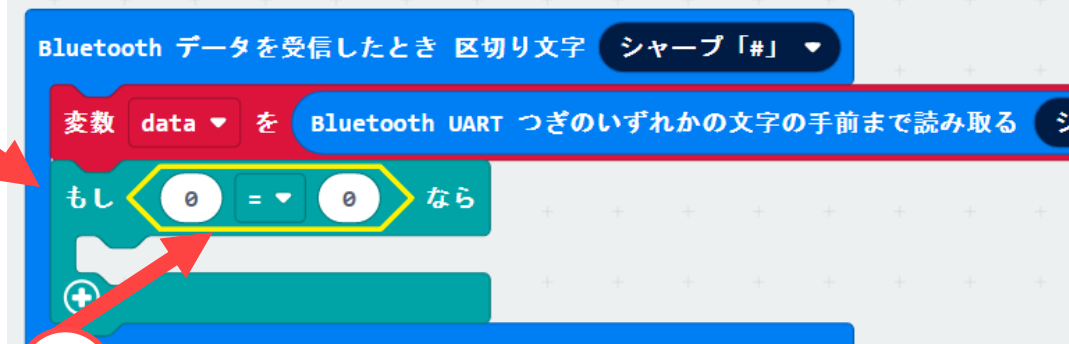 Bluetooth データを受信したとき 区切り文字 シャープ「#」
変数 data を Bluetooth UART つぎのいずれかの文字の手前まで読み取る
もし 0 = 0 なら